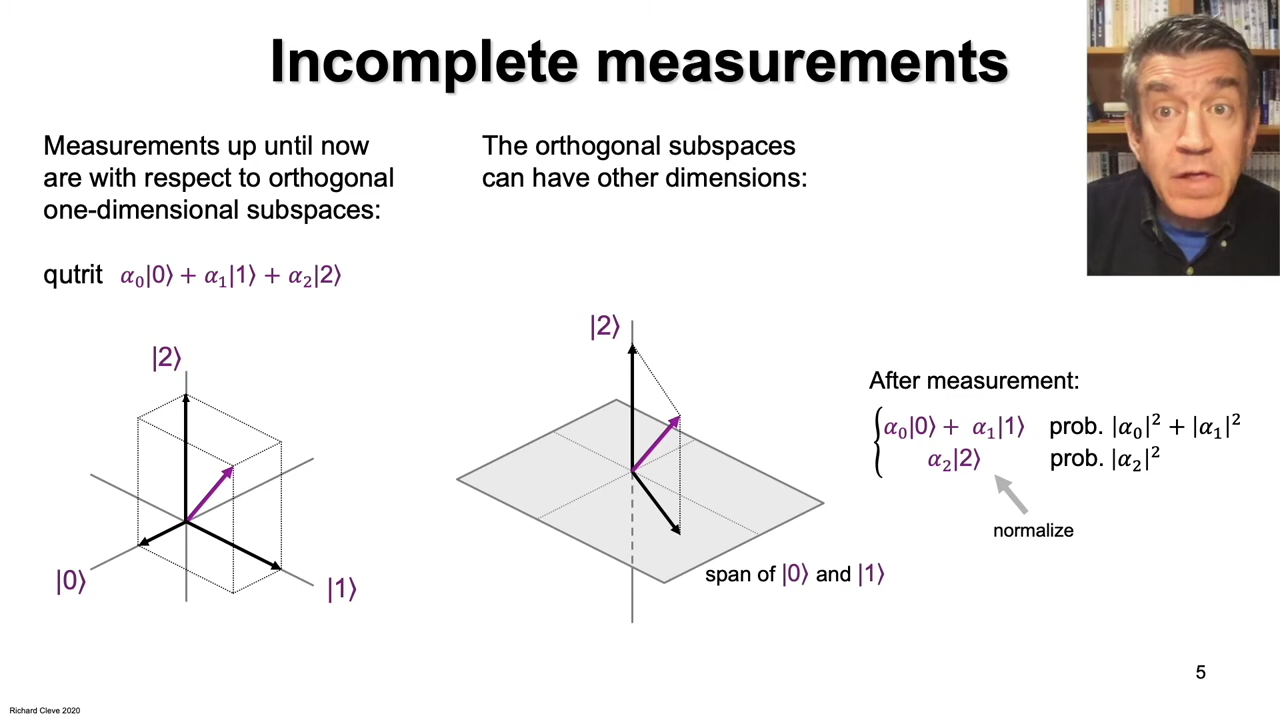 Incomplete measurements
Measurements up until now
are with respect to orthogonal
one-dimensional subspaces:
qutrit α₀|0⟩ + α₁|1⟩ + α₂|2⟩
|2⟩
|0⟩
|1⟩
The orthogonal subspaces
can have other dimensions:
|2⟩
span of |0⟩ and |1⟩
After measurement:
α₀|0⟩ + α₁|1⟩ prob. |α₀|² + |α₁|²
α₂|2⟩ prob. |α₂|²
normalize
5
Richard Cleve 2020